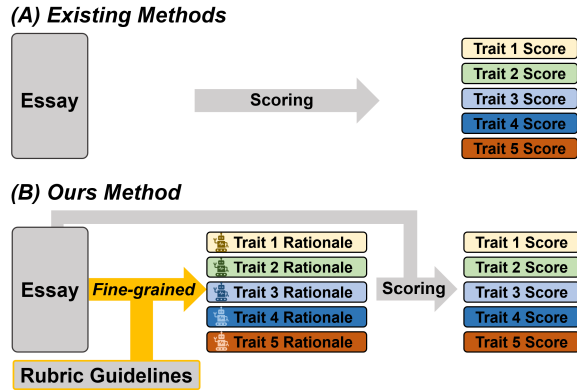 (A) Existing Methods
Essay
Scoring
Trait 1 Score
Trait 2 Score
Trait 3 Score
Trait 4 Score
Trait 5 Score
(B) Ours Method
Essay
Fine-grained
Rubric Guidelines
Trait 1 Rationale
Trait 2 Rationale
Trait 3 Rationale
Trait 4 Rationale
Trait 5 Rationale
Scoring
Trait 1 Score
Trait 2 Score
Trait 3 Score
Trait 4 Score
Trait 5 Score